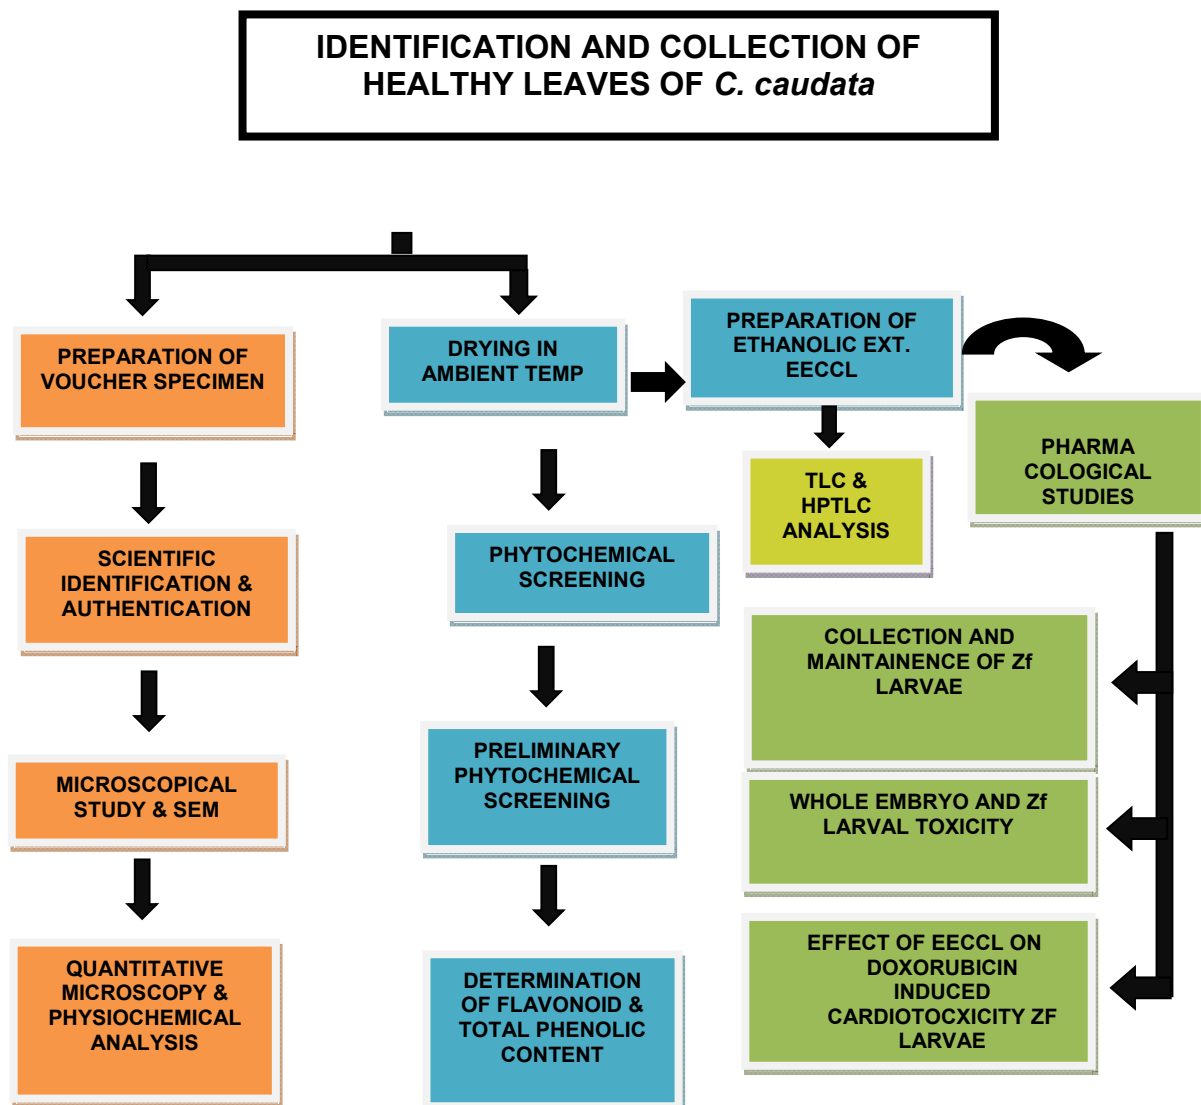 IDENTIFICATION AND COLLECTION OF
HEALTHY LEAVES OF C. caudata
PREPARATION OF
VOUCHER SPECIMEN
DRYING IN
AMBIENT TEMP
PREPARATION OF
ETHANOLIC EXT.
EECCL
PHARMA
COLOGICAL
STUDIES
TLC &
HPTLC
ANALYSIS
SCIENTIFIC
IDENTIFICATION &
AUTHENTICATION
PHYTOCHEMICAL
SCREENING
COLLECTION AND
MAINTAINENCE OF Zf
LARVAE
MICROSCOPICAL
STUDY & SEM
PRELIMINARY
PHYTOCHEMICAL
SCREENING
WHOLE EMBRYO AND Zf
LARVAL TOXICITY
QUANTITATIVE
MICROSCOPY &
PHYSIOCHEMICAL
ANALYSIS
DETERMINATION
OF FLAVONOID &
TOTAL PHENOLIC
CONTENT
EFFECT OF EECCL ON
DOXORUBICIN
INDUCED
CARDIOTOCXICITY ZF
LARVAE